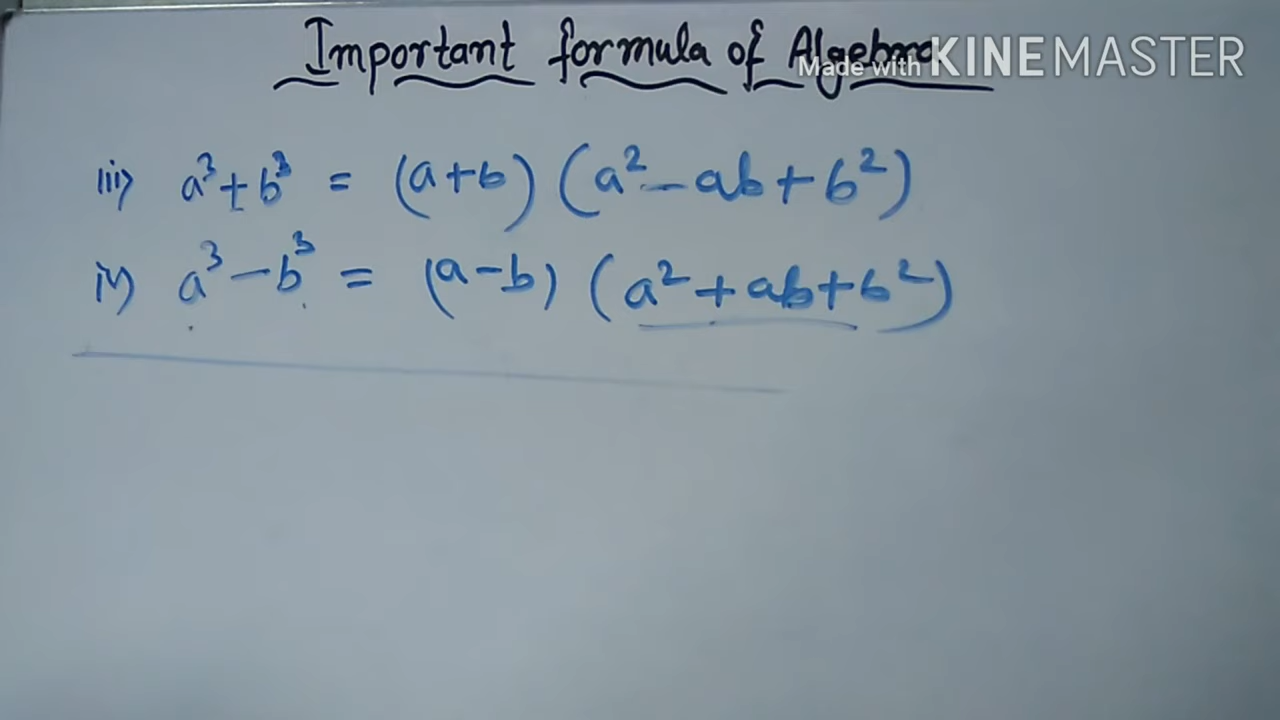 Important formula of Algebra
Made with KINEMASTER
iii) a³+b³ = (a+b) (a²-ab+b²)
iv) a³-b³ = (a-b) (a²+ab+b²)